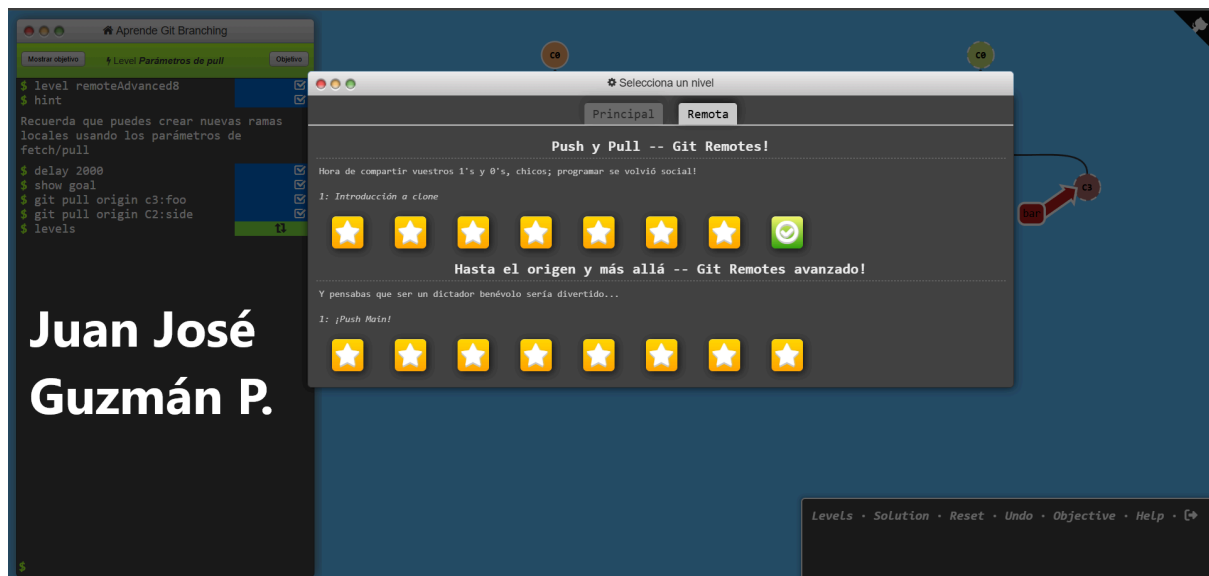 Aprende Git Branching
Mostrar objetivo
Level Parámetros de pull
Objetivo
$ level remoteAdvanced8
$ hint
Recuerda que puedes crear nuevas ramas
locales usando los parámetros de
fetch/pull
$ delay 2000
$ show goal
$ git pull origin c3:foo
$ git pull origin C2:side
$ levels
Juan José
Guzmán P.
$
c0
c0
Selecciona un nivel
Principal
Remota
Push y Pull -- Git Remotes!
Hora de compartir vuestros 1's y 0's, chicos; programar se volvió social!
1: Introducción a clone
Hasta el origen y más allá -- Git Remotes avanzado!
Y pensabas que ser un dictador benévolo sería divertido...
1: ¡Push Main!
c3
bar
Levels · Solution · Reset · Undo · Objective · Help ·